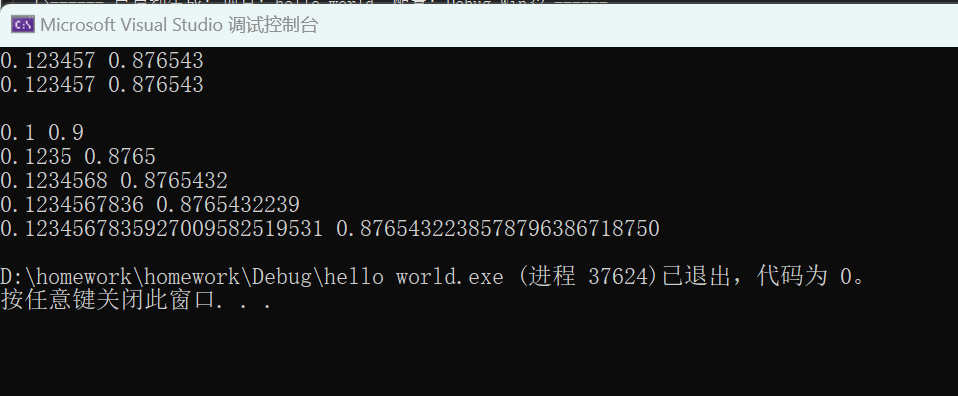 Microsoft Visual Studio 调试控制台
0.123457 0.876543
0.123457 0.876543
0.1 0.9
0.1235 0.8765
0.1234568 0.8765432
0.1234567836 0.8765432239
0.1234567835927009582519531 0.8765432238578796386718750
D:\homework\homework\Debug\hello world.exe (进程 37624)已退出，代码为 0。
按任意键关闭此窗口. . .